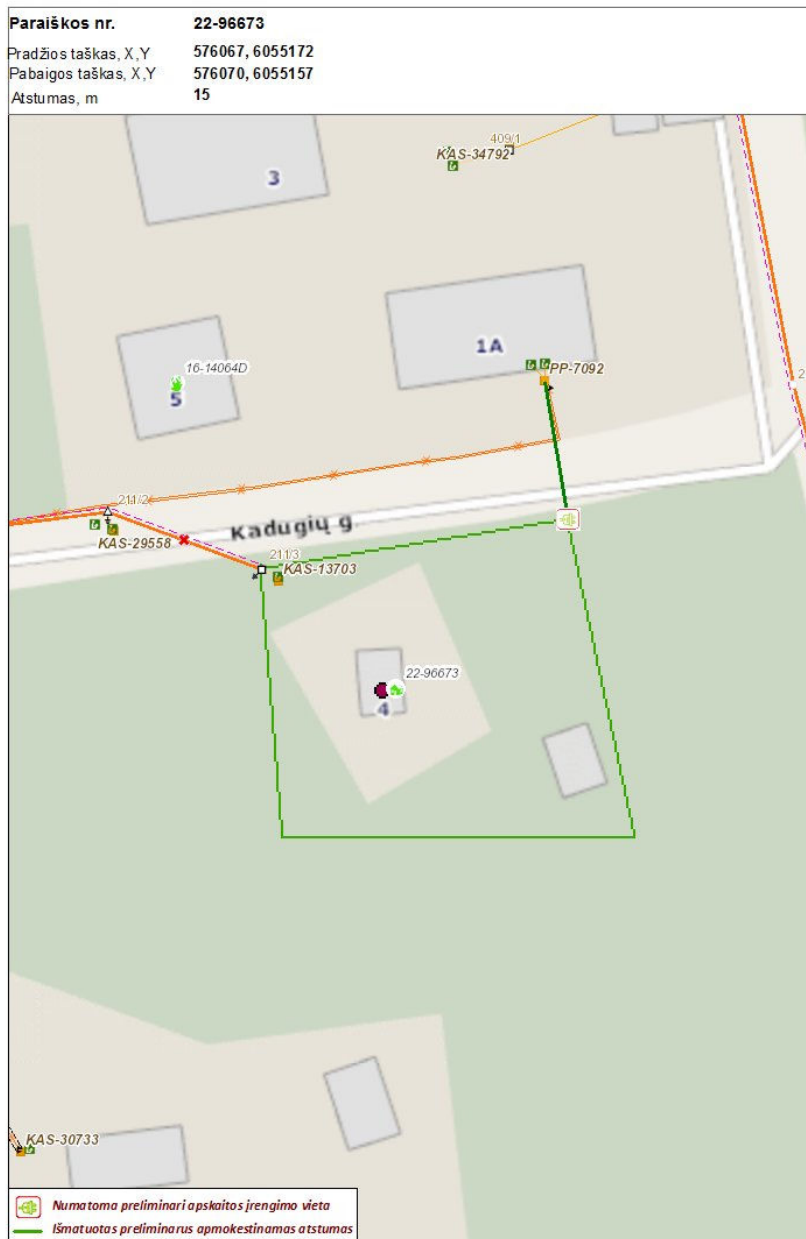 Paraiškos nr. 22-96673
Pradžios taškas, X,Y 576067, 6055172
Pabaigos taškas, X,Y 576070, 6055157
Atstumas, m 15
409/1
KAS-34792
3
1A
PP-7092
16-14064D
5
2
211/2
Kadugių g.
KAS-29558
211/3
KAS-13703
22-96673
4
KAS-30733
Numatoma preliminari apskaitos įrengimo vieta
Išmatuotas preliminarus apmokestinamas atstumas